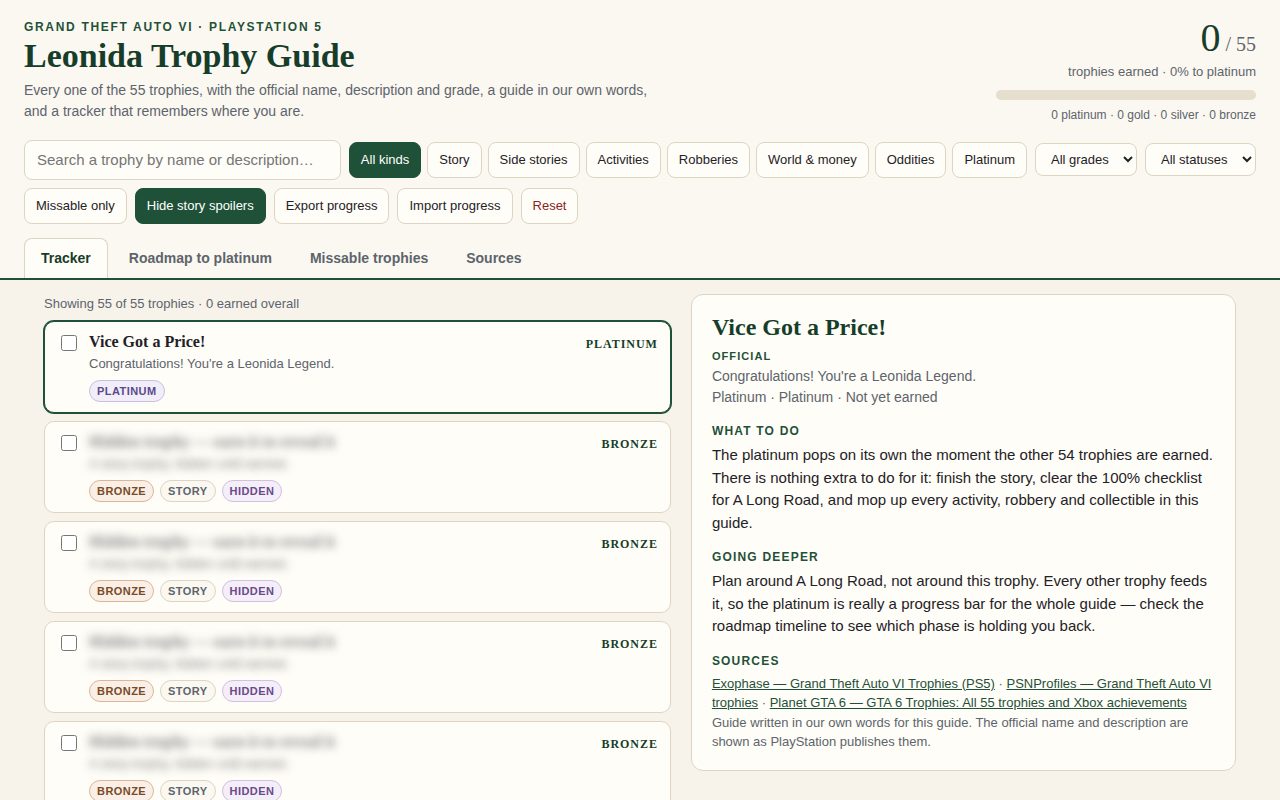 GRAND THEFT AUTO VI · PLAYSTATION 5
Leonida Trophy Guide
Every one of the 55 trophies, with the official name, description and grade, a guide in our own words,
and a tracker that remembers where you are.
0 / 55
trophies earned · 0% to platinum
0 platinum · 0 gold · 0 silver · 0 bronze
Search a trophy by name or description…
All kinds
Story
Side stories
Activities
Robberies
World & money
Oddities
Platinum
All grades
All statuses
Missable only
Hide story spoilers
Export progress
Import progress
Reset
Tracker
Roadmap to platinum
Missable trophies
Sources
Showing 55 of 55 trophies · 0 earned overall
Vice Got a Price!
PLATINUM
Congratulations! You're a Leonida Legend.
PLATINUM
BRONZE
BRONZE
STORY
HIDDEN
BRONZE
BRONZE
STORY
HIDDEN
BRONZE
BRONZE
STORY
HIDDEN
BRONZE
BRONZE
STORY
HIDDEN
Vice Got a Price!
OFFICIAL
Congratulations! You're a Leonida Legend.
Platinum · Platinum · Not yet earned
WHAT TO DO
The platinum pops on its own the moment the other 54 trophies are earned.
There is nothing extra to do for it: finish the story, clear the 100% checklist
for A Long Road, and mop up every activity, robbery and collectible in this
guide.
GOING DEEPER
Plan around A Long Road, not around this trophy. Every other trophy feeds
it, so the platinum is really a progress bar for the whole guide — check the
roadmap timeline to see which phase is holding you back.
SOURCES
Exophase — Grand Theft Auto VI Trophies (PS5) · PSNProfiles — Grand Theft Auto VI
trophies · Planet GTA 6 — GTA 6 Trophies: All 55 trophies and Xbox achievements
Guide written in our own words for this guide. The official name and description are
shown as PlayStation publishes them.